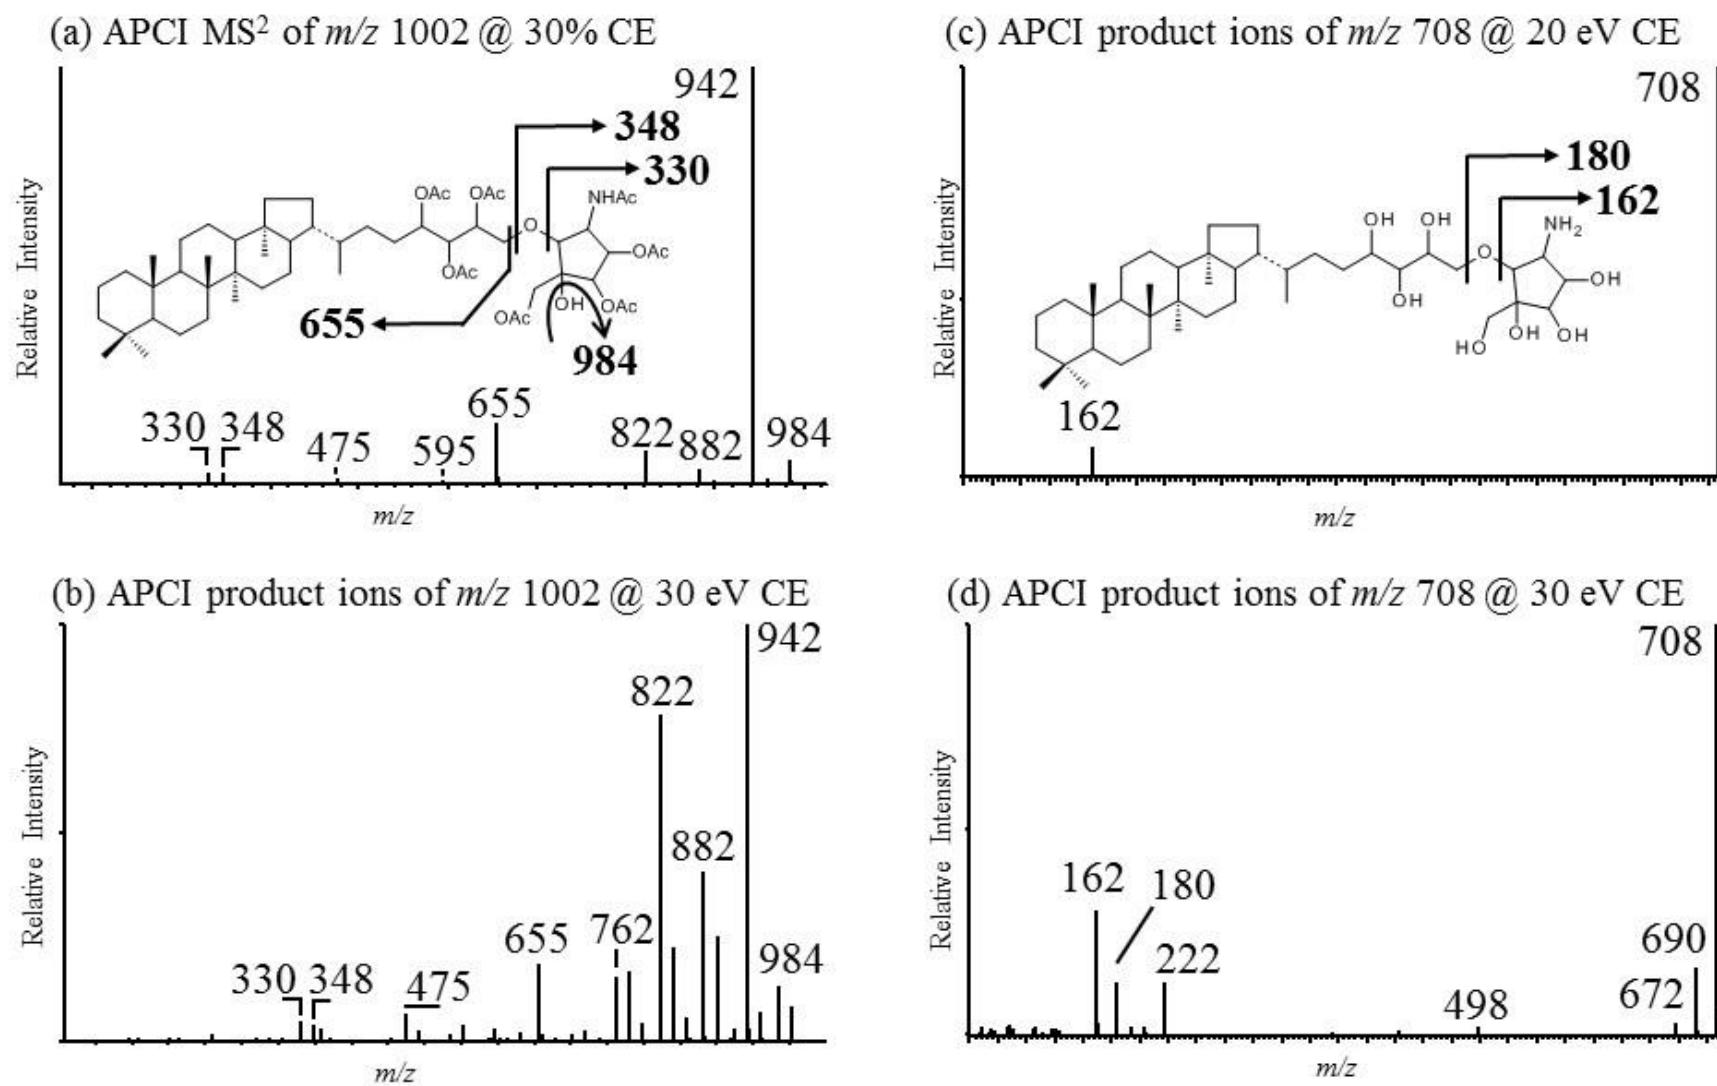 (a) APCI MS² of m/z 1002 @ 30% CE
942
348
330
OAc
OAc
NHAc
O
OAc
OAc
OH
OAc
OAc
655
984
330
348
475
595
655
822
882
984
Relative Intensity
m/z
(c) APCI product ions of m/z 708 @ 20 eV CE
708
180
162
OH
OH
NH₂
O
OH
OH
HO
OH
OH
162
Relative Intensity
m/z
(b) APCI product ions of m/z 1002 @ 30 eV CE
942
822
882
655
762
984
330
348
475
Relative Intensity
m/z
(d) APCI product ions of m/z 708 @ 30 eV CE
708
162
180
222
498
690
672
Relative Intensity
m/z